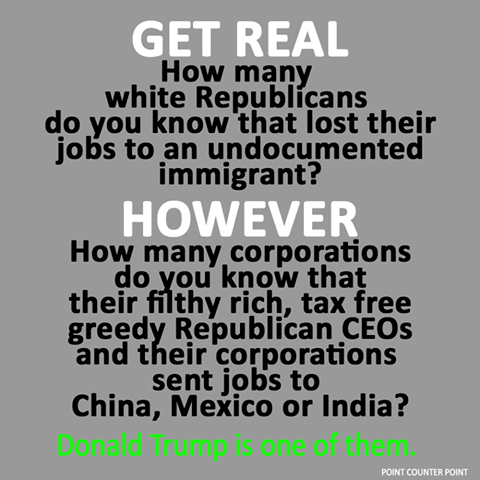 GET REAL
How many
white Republicans
do you know that lost their
jobs to an undocumented
immigrant?
HOWEVER
How many corporations
do you know that
their filthy rich, tax free
greedy Republican CEOs
and their corporations
sent jobs to
China, Mexico or India?
Donald Trump is one of them.
POINT COUNTER POINT